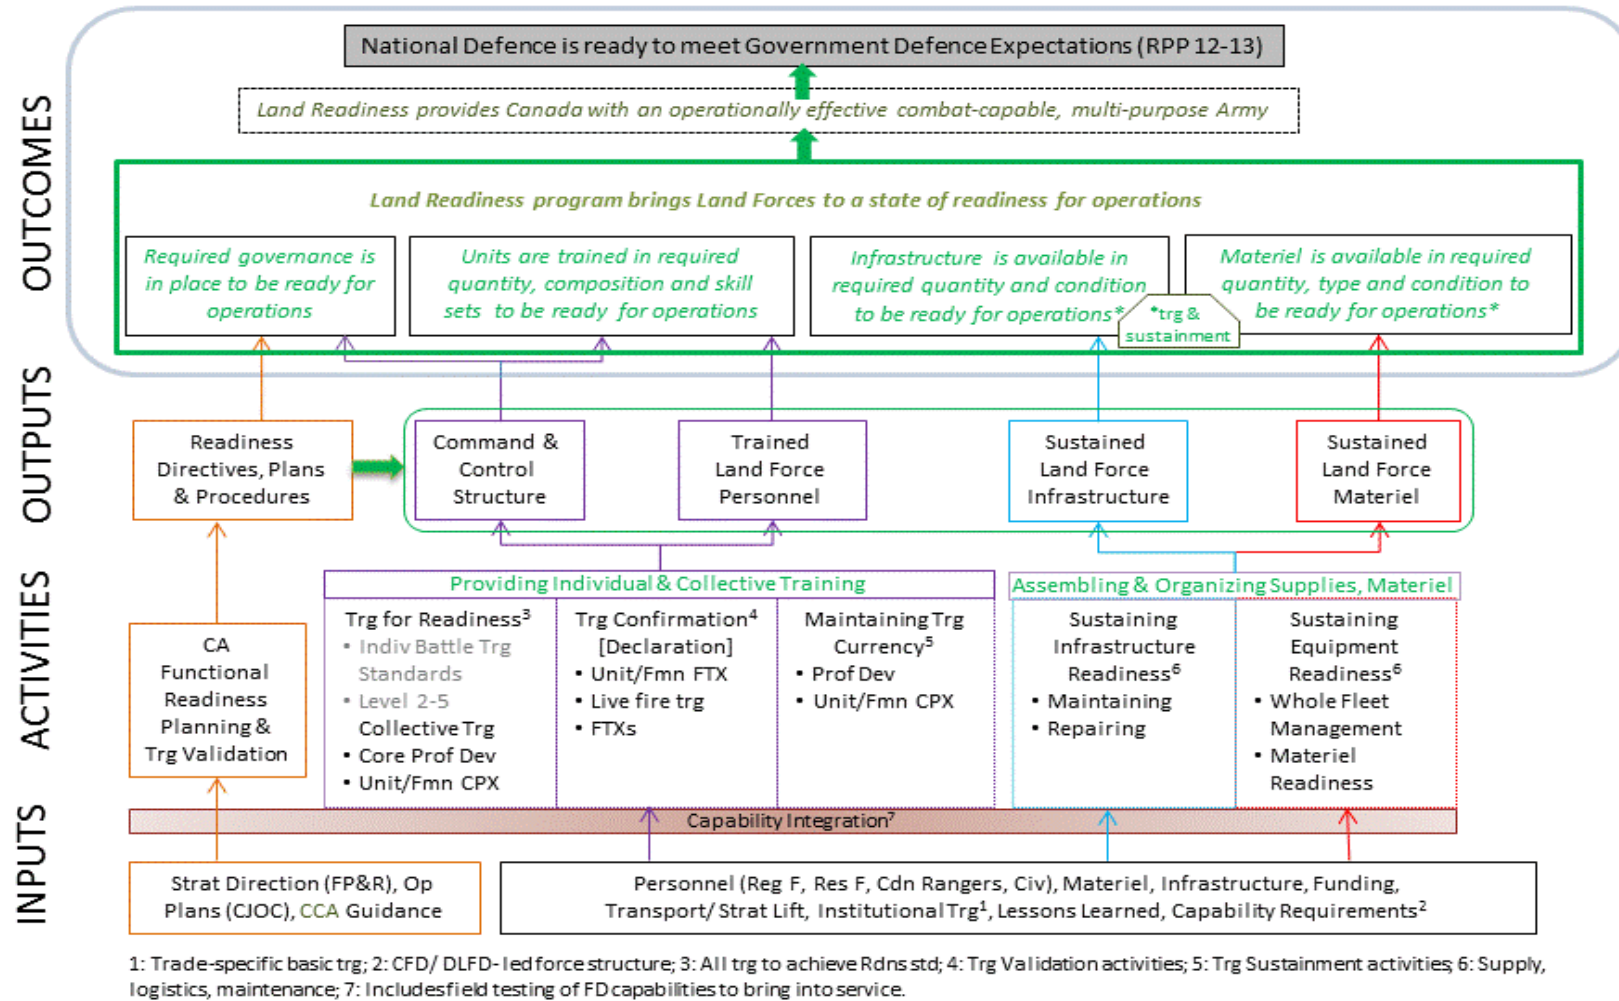 OUTCOMES
National Defence is ready to meet Government Defence Expectations (RPP 12-13)
Land Readiness provides Canada with an operationally effective combat-capable, multi-purpose Army
Land Readiness program brings Land Forces to a state of readiness for operations
Required governance is
in place to be ready for
operations
Units are trained in required
quantity, composition and skill
sets to be ready for operations
Infrastructure is available in
required quantity and condition
to be ready for operations*
Materiel is available in required
quantity, type and condition to
be ready for operations*
*trg &
sustainment
OUTPUTS
Readiness
Directives, Plans
& Procedures
Command &
Control
Structure
Trained
Land Force
Personnel
Sustained
Land Force
Infrastructure
Sustained
Land Force
Materiel
ACTIVITIES
CA
Functional
Readiness
Planning &
Trg Validation
Providing Individual & Collective Training
Trg for Readiness³
• Indiv Battle Trg
Standards
• Level 2-5
Collective Trg
• Core Prof Dev
• Unit/Fmn CPX
Trg Confirmation⁴
[Declaration]
• Unit/Fmn FTX
• Live fire trg
• FTXs
Maintaining Trg
Currency⁵
• Prof Dev
• Unit/Fmn CPX
Assembling & Organizing Supplies, Materiel
Sustaining
Infrastructure
Readiness⁶
• Maintaining
• Repairing
Sustaining
Equipment
Readiness⁶
• Whole Fleet
Management
• Materiel
Readiness
INPUTS
Capability Integration⁷
Strat Direction (FP&R), Op
Plans (CJOC), CCA Guidance
Personnel (Reg F, Res F, Cdn Rangers, Civ), Materiel, Infrastructure, Funding,
Transport/ Strat Lift, Institutional Trg¹, Lessons Learned, Capability Requirements²
1: Trade-specific basic trg; 2: CFD/ DLFD- led force structure; 3: All trg to achieve Rdns std; 4: Trg Validation activities; 5: Trg Sustainment activities; 6: Supply,
logistics, maintenance; 7: Includes field testing of FD capabilities to bring into service.